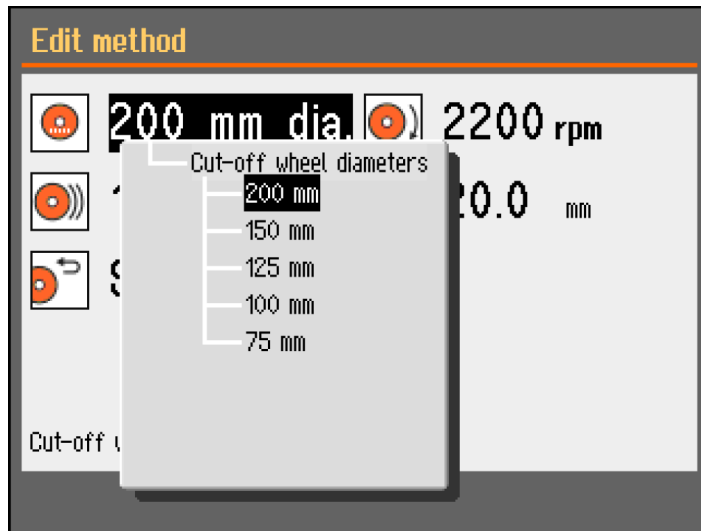 Edit method
200 mm dia. 2200 rpm
Cut-off wheel diameters
200 mm
20.0 mm
150 mm
125 mm
100 mm
75 mm
Cut-off